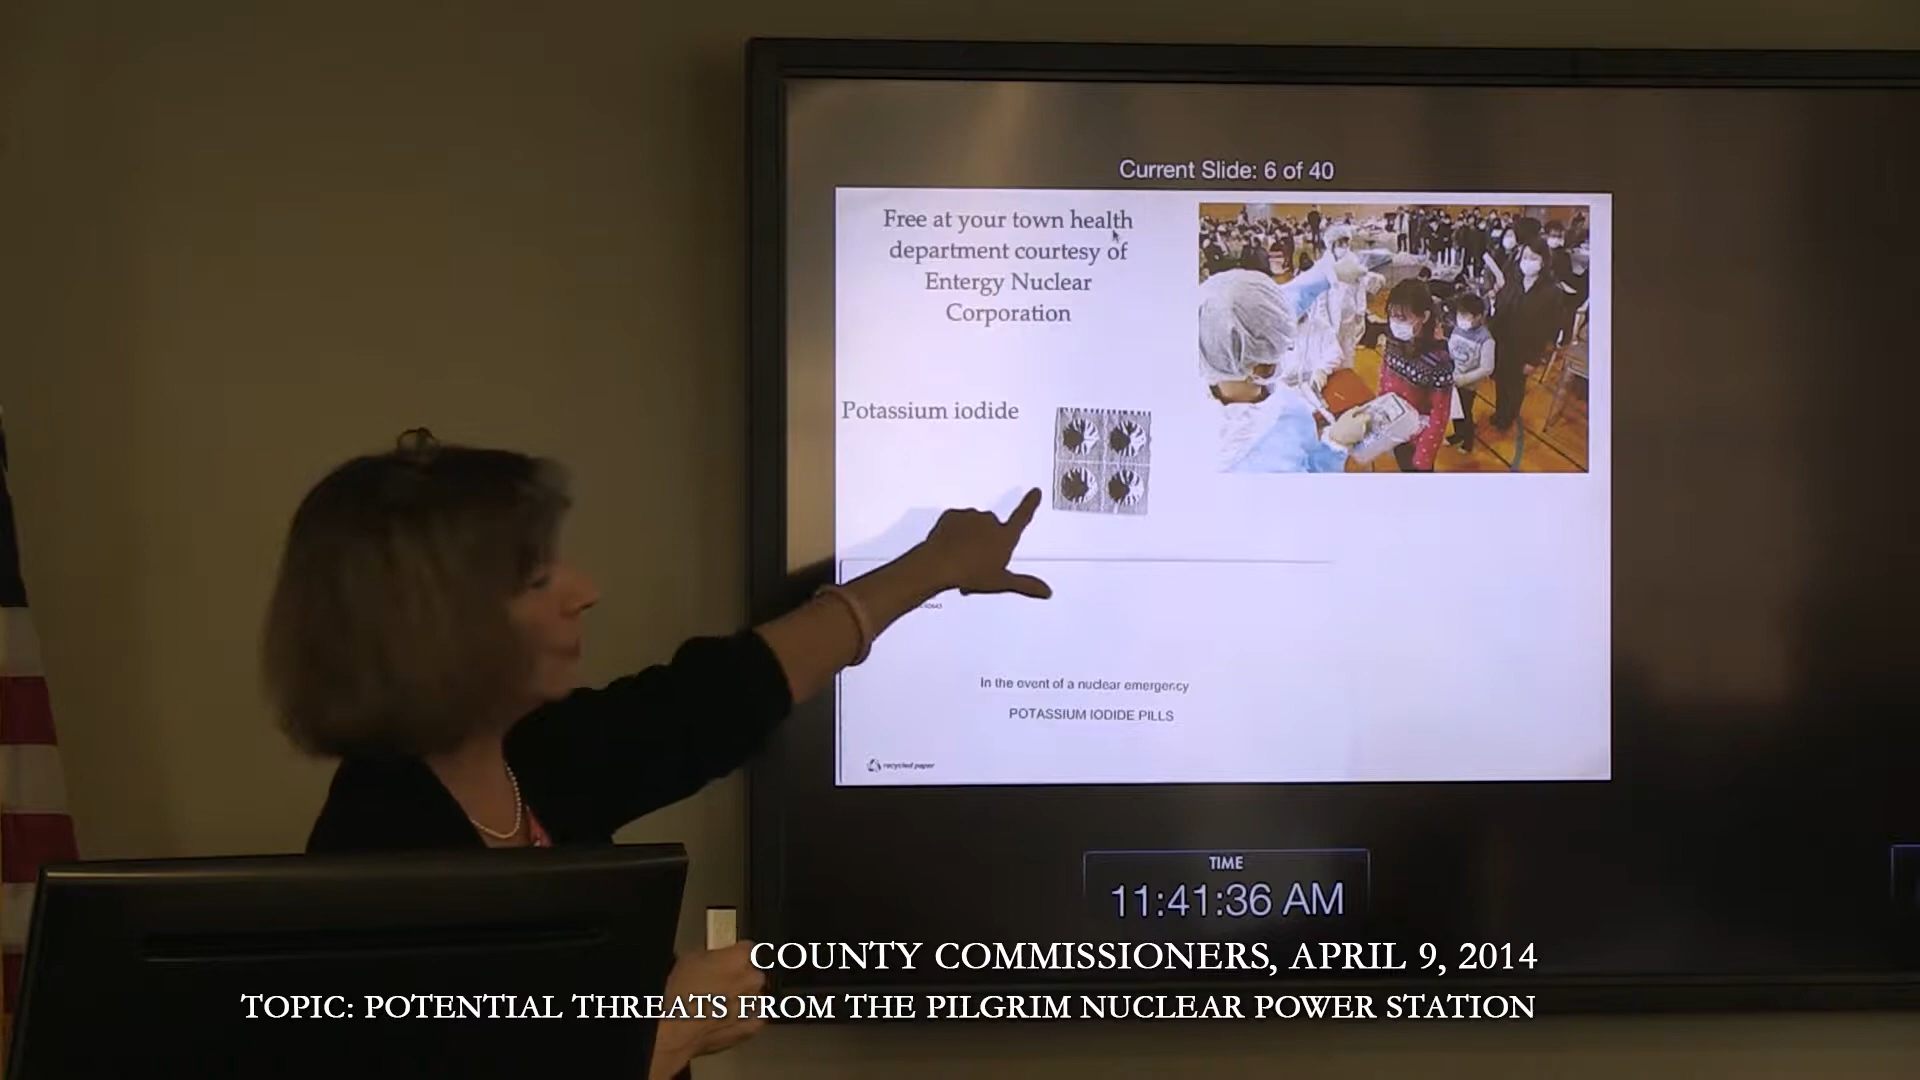 Current Slide: 6 of 40
Free at your town health
department courtesy of
Entergy Nuclear
Corporation
Potassium iodide
In the event of a nuclear emergency
POTASSIUM IODIDE PILLS
recycled paper
TIME
11:41:36 AM
COUNTY COMMISSIONERS, APRIL 9, 2014
TOPIC: POTENTIAL THREATS FROM THE PILGRIM NUCLEAR POWER STATION